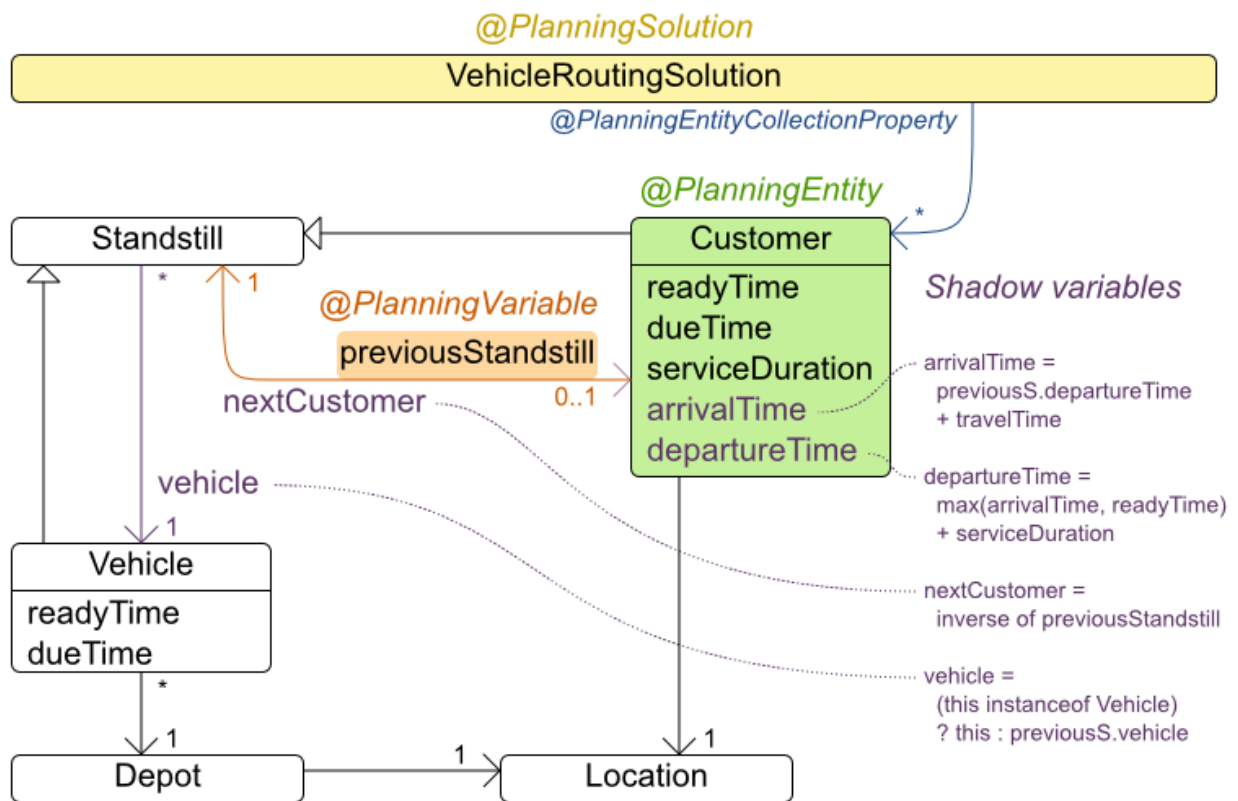 @PlanningSolution
VehicleRoutingSolution
@PlanningEntityCollectionProperty
@PlanningEntity
*
Standstill
Customer
*
1
@PlanningVariable
previousStandstill
0..1
nextCustomer
readyTime
dueTime
serviceDuration
arrivalTime
departureTime
Shadow variables
arrivalTime =
previousS.departureTime
+ travelTime
departureTime =
max(arrivalTime, readyTime)
+ serviceDuration
nextCustomer =
inverse of previousStandstill
vehicle =
(this instanceof Vehicle)
? this : previousS.vehicle
vehicle
1
Vehicle
readyTime
dueTime
*
1
Depot
1
Location
1